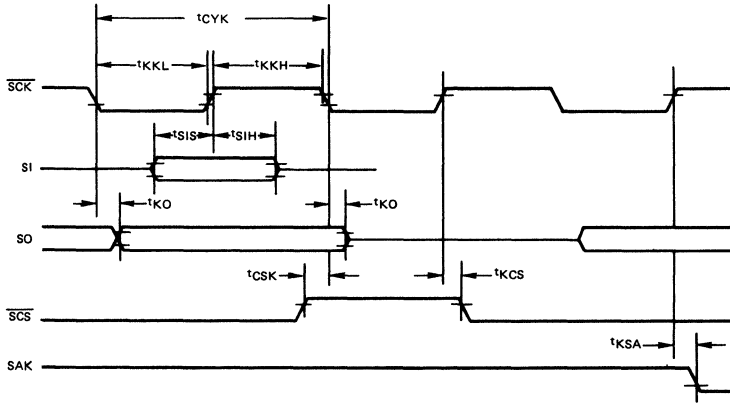 tCYK
tKKL
tKKH
SCK
tSIS
tSIH
SI
tKO
tKO
SO
tCSK
tKCS
SCS
tKSA
SAK